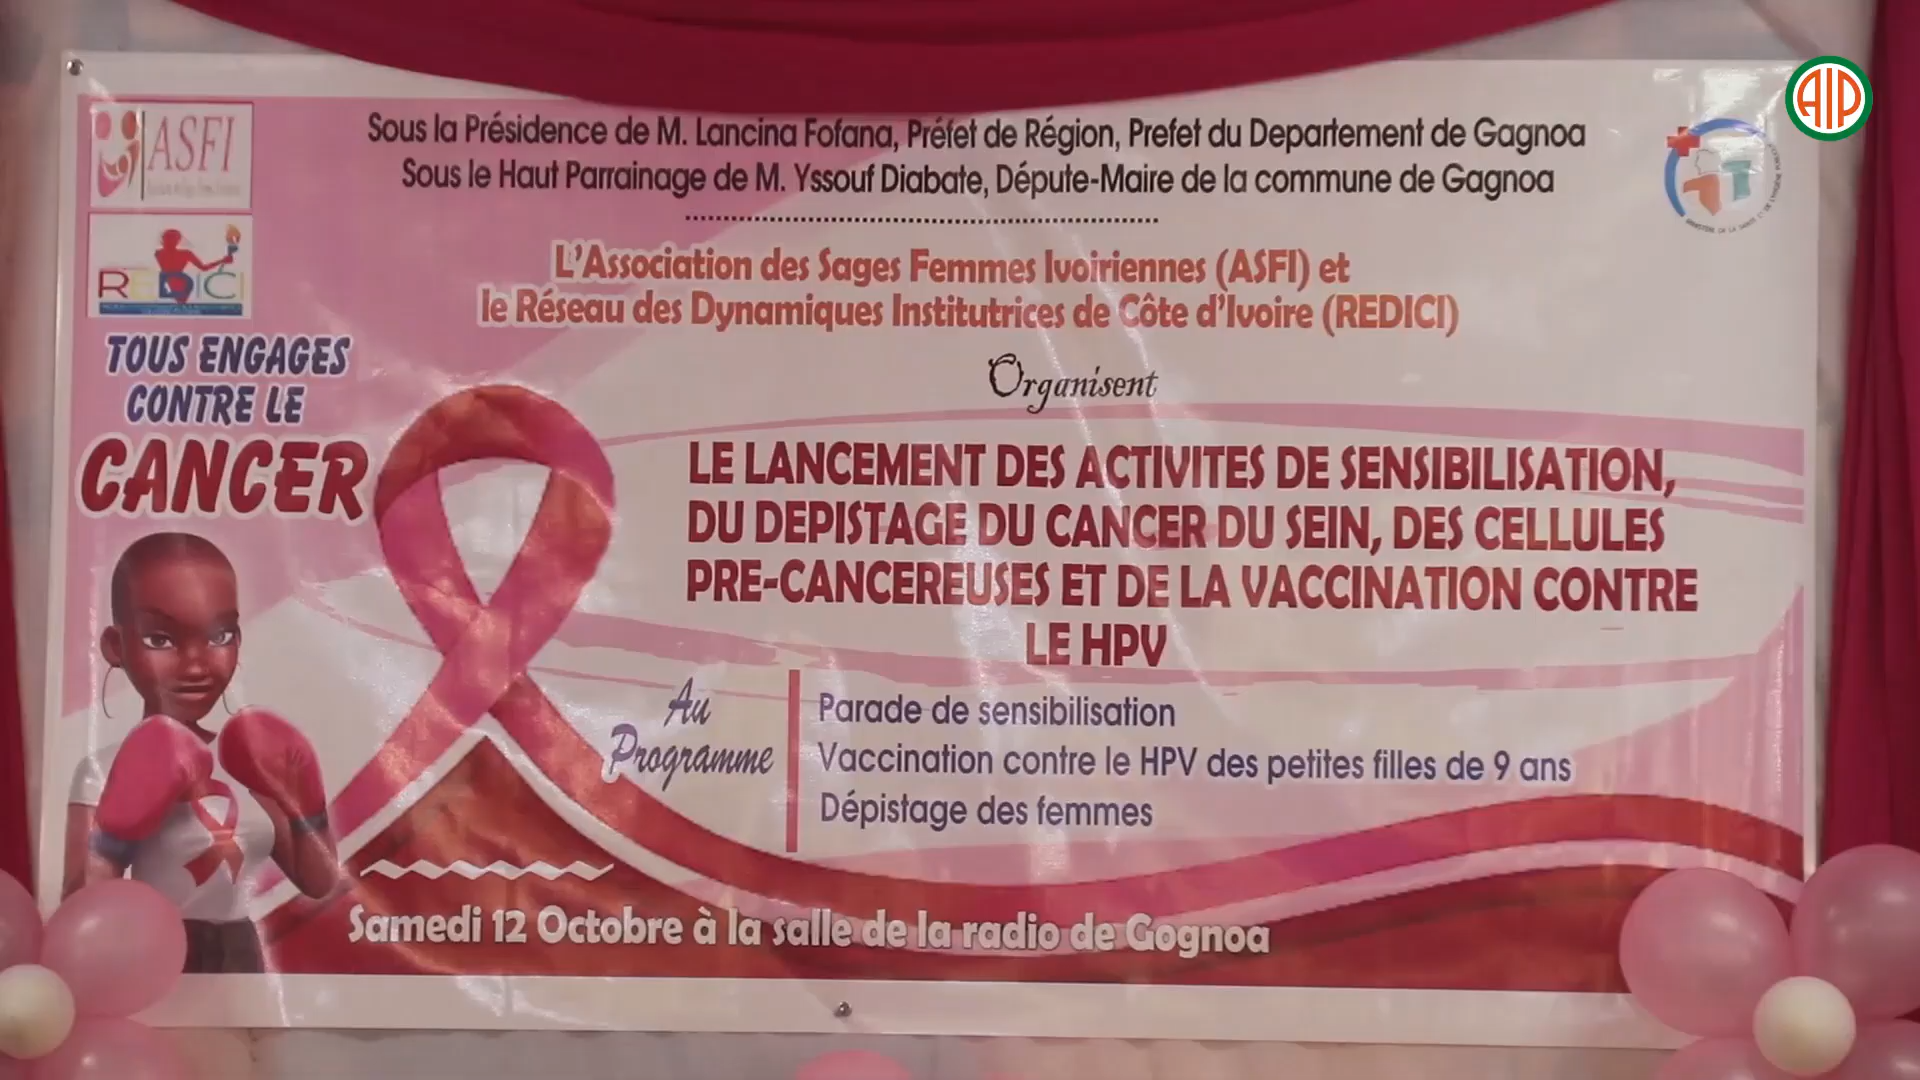 AIP
ASFI
Sous la Présidence de M. Lancina Fofana, Préfet de Région, Prefet du Departement de Gagnoa
Sous le Haut Parrainage de M. Yssouf Diabate, Députe-Maire de la commune de Gagnoa
REDICI
L'Association des Sages Femmes Ivoiriennes (ASFI) et
le Réseau des Dynamiques Institutrices de Côte d'Ivoire (REDICI)
TOUS ENGAGES
CONTRE LE
CANCER
Organisent
LE LANCEMENT DES ACTIVITES DE SENSIBILISATION,
DU DEPISTAGE DU CANCER DU SEIN, DES CELLULES
PRE-CANCEREUSES ET DE LA VACCINATION CONTRE
LE HPV
Au
Programme
Parade de sensibilisation
Vaccination contre le HPV des petites filles de 9 ans
Dépistage des femmes
Samedi 12 Octobre à la salle de la radio de Gognoa